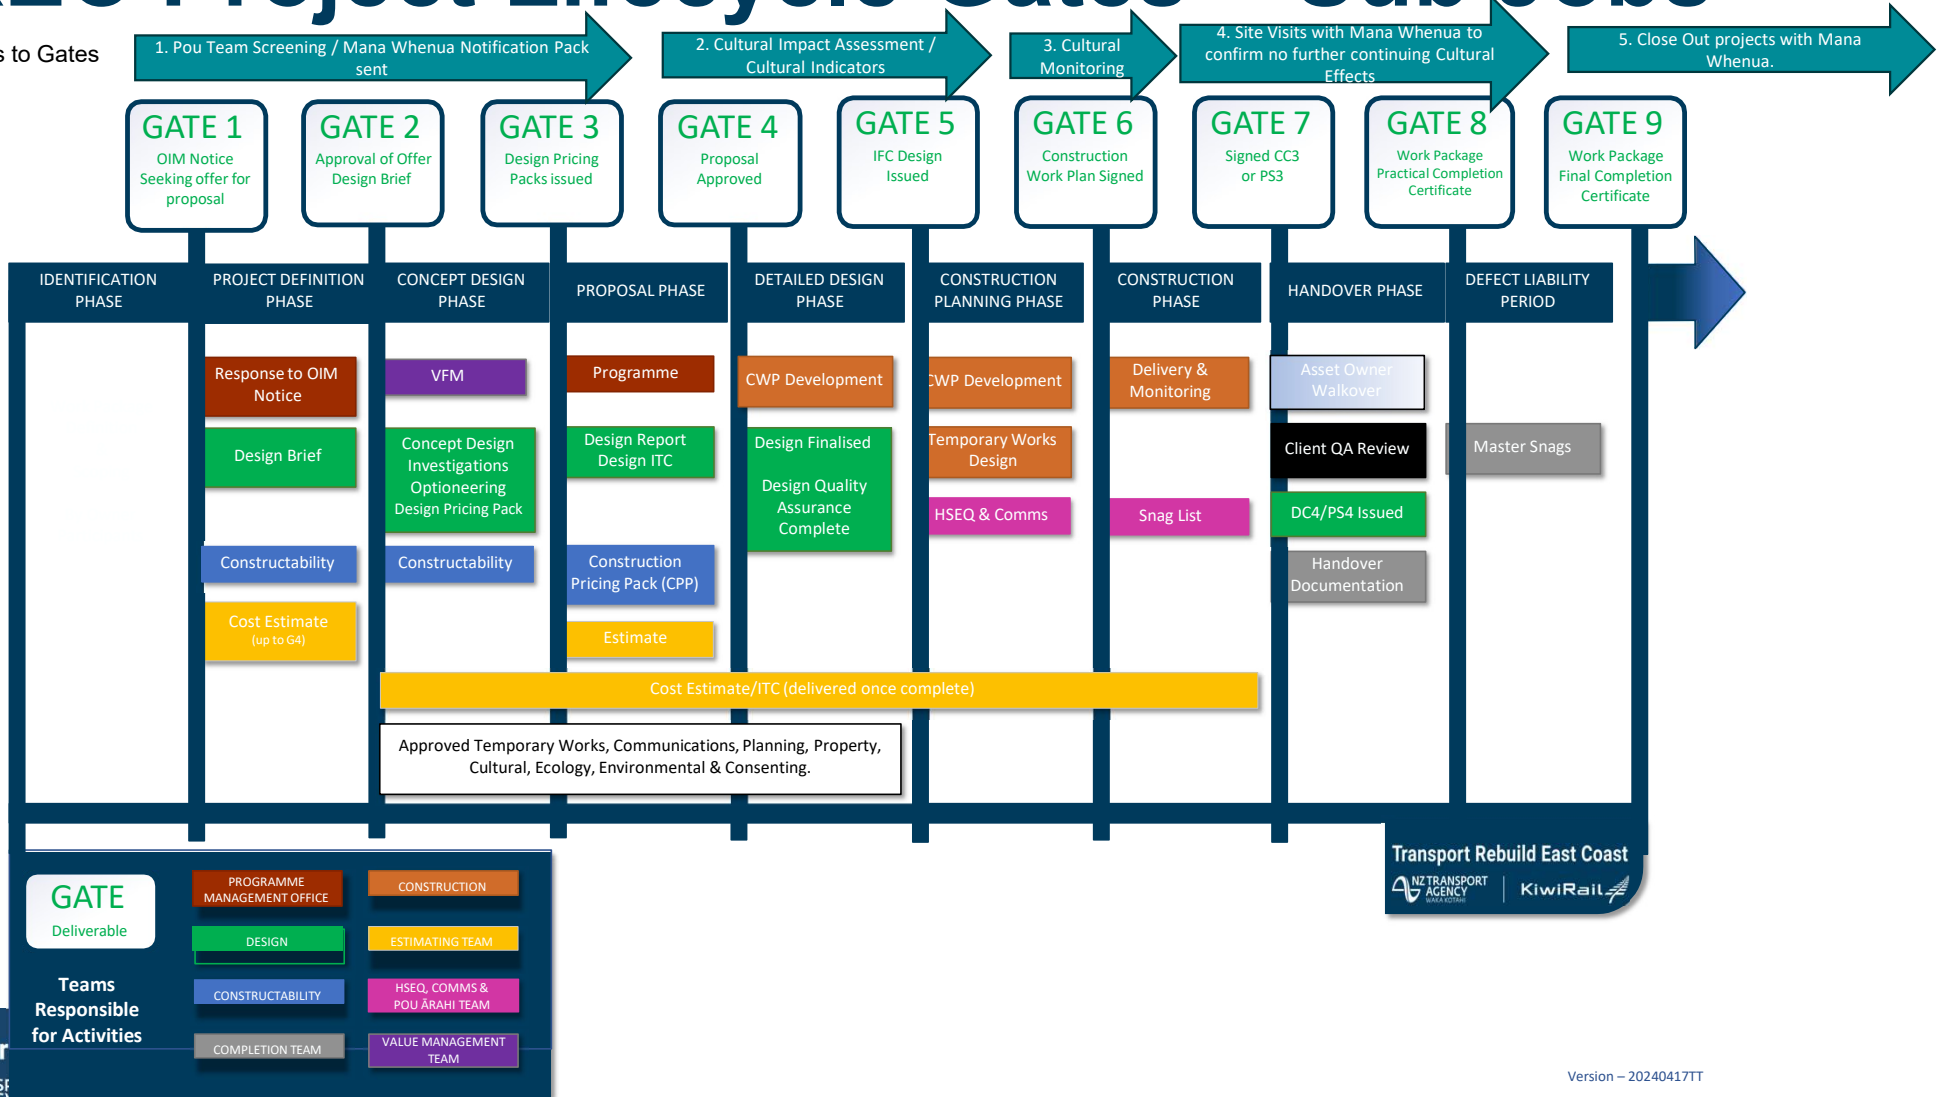 Project Lifecycle Gates – Sub Jobs
s to Gates
1. Pou Team Screening / Mana Whenua Notification Pack
sent
2. Cultural Impact Assessment /
Cultural Indicators
3. Cultural
Monitoring
4. Site Visits with Mana Whenua to
confirm no further continuing Cultural
Effects
5. Close Out projects with Mana
Whenua.
GATE 1
OIM Notice
Seeking offer for
proposal
GATE 2
Approval of Offer
Design Brief
GATE 3
Design Pricing
Packs issued
GATE 4
Proposal
Approved
GATE 5
IFC Design
Issued
GATE 6
Construction
Work Plan Signed
GATE 7
Signed CC3
or PS3
GATE 8
Work Package
Practical Completion
Certificate
GATE 9
Work Package
Final Completion
Certificate
IDENTIFICATION
PHASE
PROJECT DEFINITION
PHASE
CONCEPT DESIGN
PHASE
PROPOSAL PHASE
DETAILED DESIGN
PHASE
CONSTRUCTION
PLANNING PHASE
CONSTRUCTION
PHASE
HANDOVER PHASE
DEFECT LIABILITY
PERIOD
Response to OIM
Notice
Design Brief
Constructability
Cost Estimate
(up to G4)
VFM
Concept Design
Investigations
Optioneering
Design Pricing Pack
Constructability
Programme
Design Report
Design ITC
Construction
Pricing Pack (CPP)
Estimate
CWP Development
Design Finalised
Design Quality
Assurance
Complete
CWP Development
Temporary Works
Design
HSEQ & Comms
Delivery &
Monitoring
Snag List
Asset Owner
Walkover
Client QA Review
DC4/PS4 Issued
Handover
Documentation
Master Snags
Cost Estimate/ITC (delivered once complete)
Approved Temporary Works, Communications, Planning, Property,
Cultural, Ecology, Environmental & Consenting.
Transport Rebuild East Coast
NZ TRANSPORT
AGENCY
WAKA KOTAHI
KiwiRail
GATE
Deliverable
Teams
Responsible
for Activities
PROGRAMME
MANAGEMENT OFFICE
DESIGN
CONSTRUCTABILITY
COMPLETION TEAM
CONSTRUCTION
ESTIMATING TEAM
HSEQ, COMMS &
POU ĀRAHI TEAM
VALUE MANAGEMENT
TEAM
Version – 20240417TT